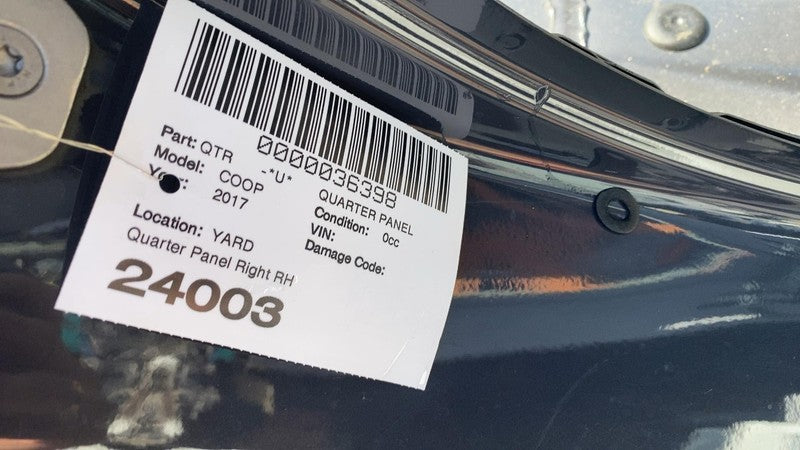 0000036398
Part: QTR -*U* QUARTER PANEL
Model: COOP Condition: 0cc
Year: 2017 VIN:
Damage Code:
Location: YARD
Quarter Panel Right RH
24003